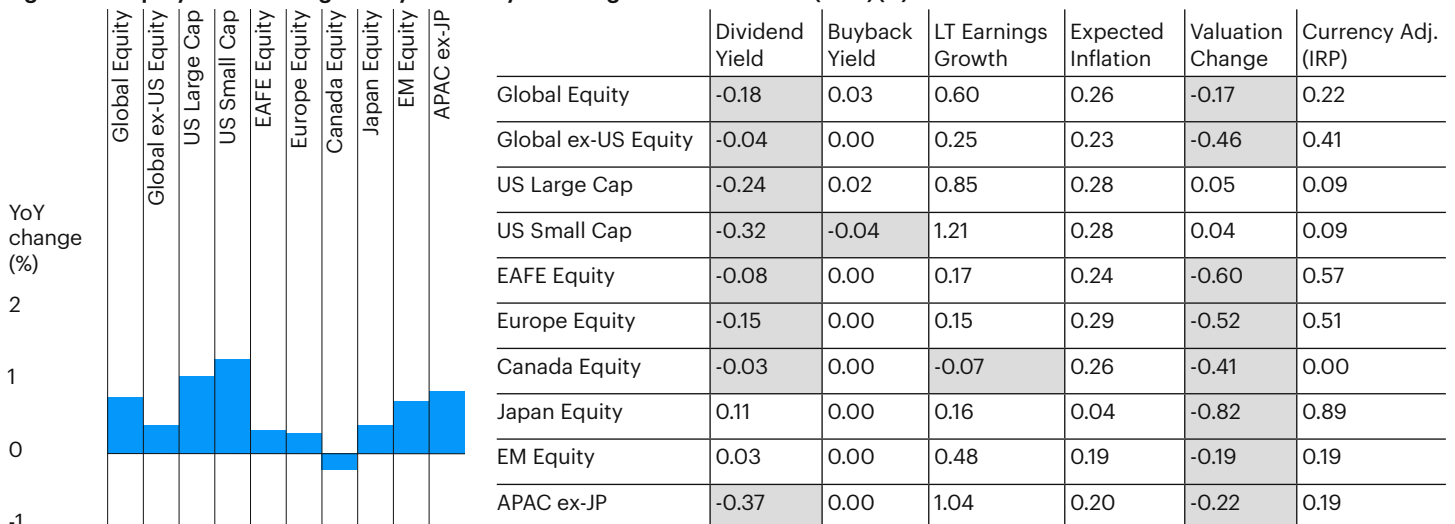 Global Equity
Global ex-US Equity
US Large Cap
US Small Cap
EAFE Equity
Europe Equity
Canada Equity
Japan Equity
EM Equity
APAC ex-JP
YoY
change
(%)
2
1
0
-1
Dividend Yield Buyback Yield LT Earnings Growth Expected Inflation Valuation Change Currency Adj. (IRP)
Global Equity -0.18 0.03 0.60 0.26 -0.17 0.22
Global ex-US Equity -0.04 0.00 0.25 0.23 -0.46 0.41
US Large Cap -0.24 0.02 0.85 0.28 0.05 0.09
US Small Cap -0.32 -0.04 1.21 0.28 0.04 0.09
EAFE Equity -0.08 0.00 0.17 0.24 -0.60 0.57
Europe Equity -0.15 0.00 0.15 0.29 -0.52 0.51
Canada Equity -0.03 0.00 -0.07 0.26 -0.41 0.00
Japan Equity 0.11 0.00 0.16 0.04 -0.82 0.89
EM Equity 0.03 0.00 0.48 0.19 -0.19 0.19
APAC ex-JP -0.37 0.00 1.04 0.20 -0.22 0.19